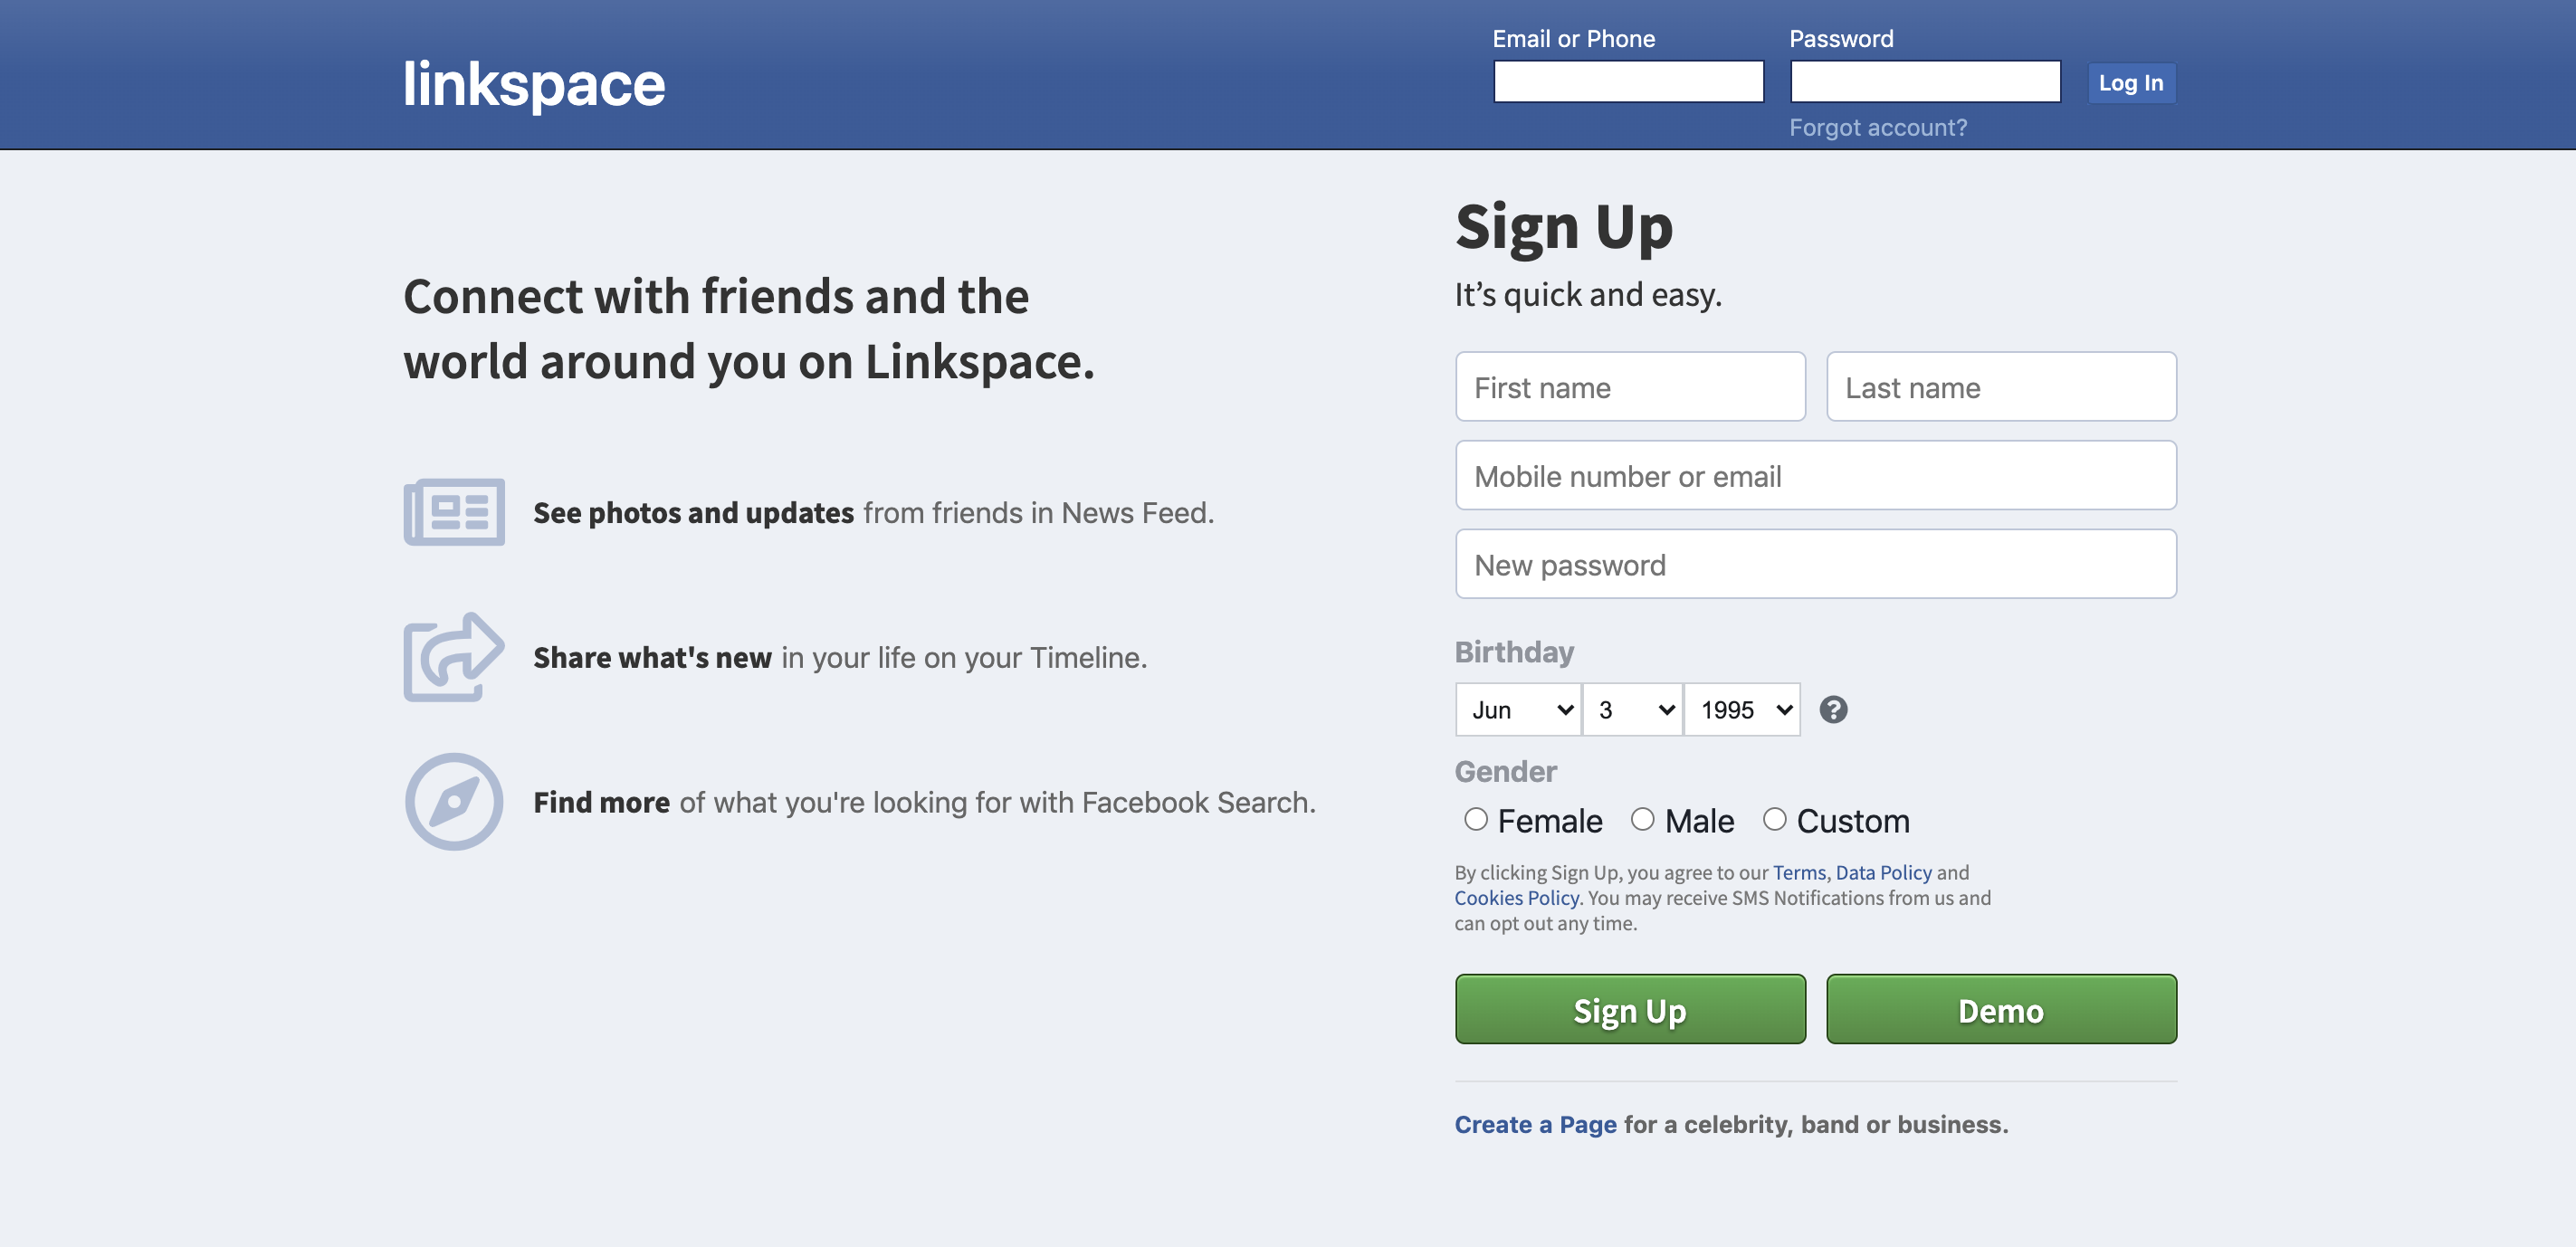 linkspace
Email or Phone
Password
Log In
Forgot account?
Connect with friends and the
world around you on Linkspace.
See photos and updates from friends in News Feed.
Share what's new in your life on your Timeline.
Find more of what you're looking for with Facebook Search.
Sign Up
It’s quick and easy.
First name
Last name
Mobile number or email
New password
Birthday
Jun 3 1995 ?
Gender
Female Male Custom
By clicking Sign Up, you agree to our Terms, Data Policy and
Cookies Policy. You may receive SMS Notifications from us and
can opt out any time.
Sign Up
Demo
Create a Page for a celebrity, band or business.